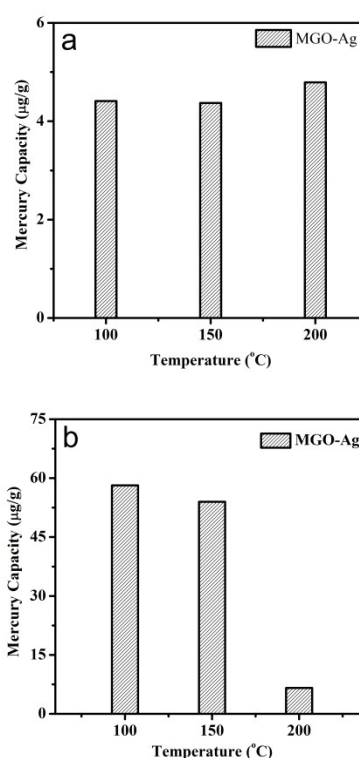 a
MGO-Ag
Mercury Capacity (μg/g)
6
4
2
0
100 150 200
Temperature (°C)
b
MGO-Ag
Mercury Capacity (μg/g)
75
60
45
30
15
0
100 150 200
Temperature (°C)